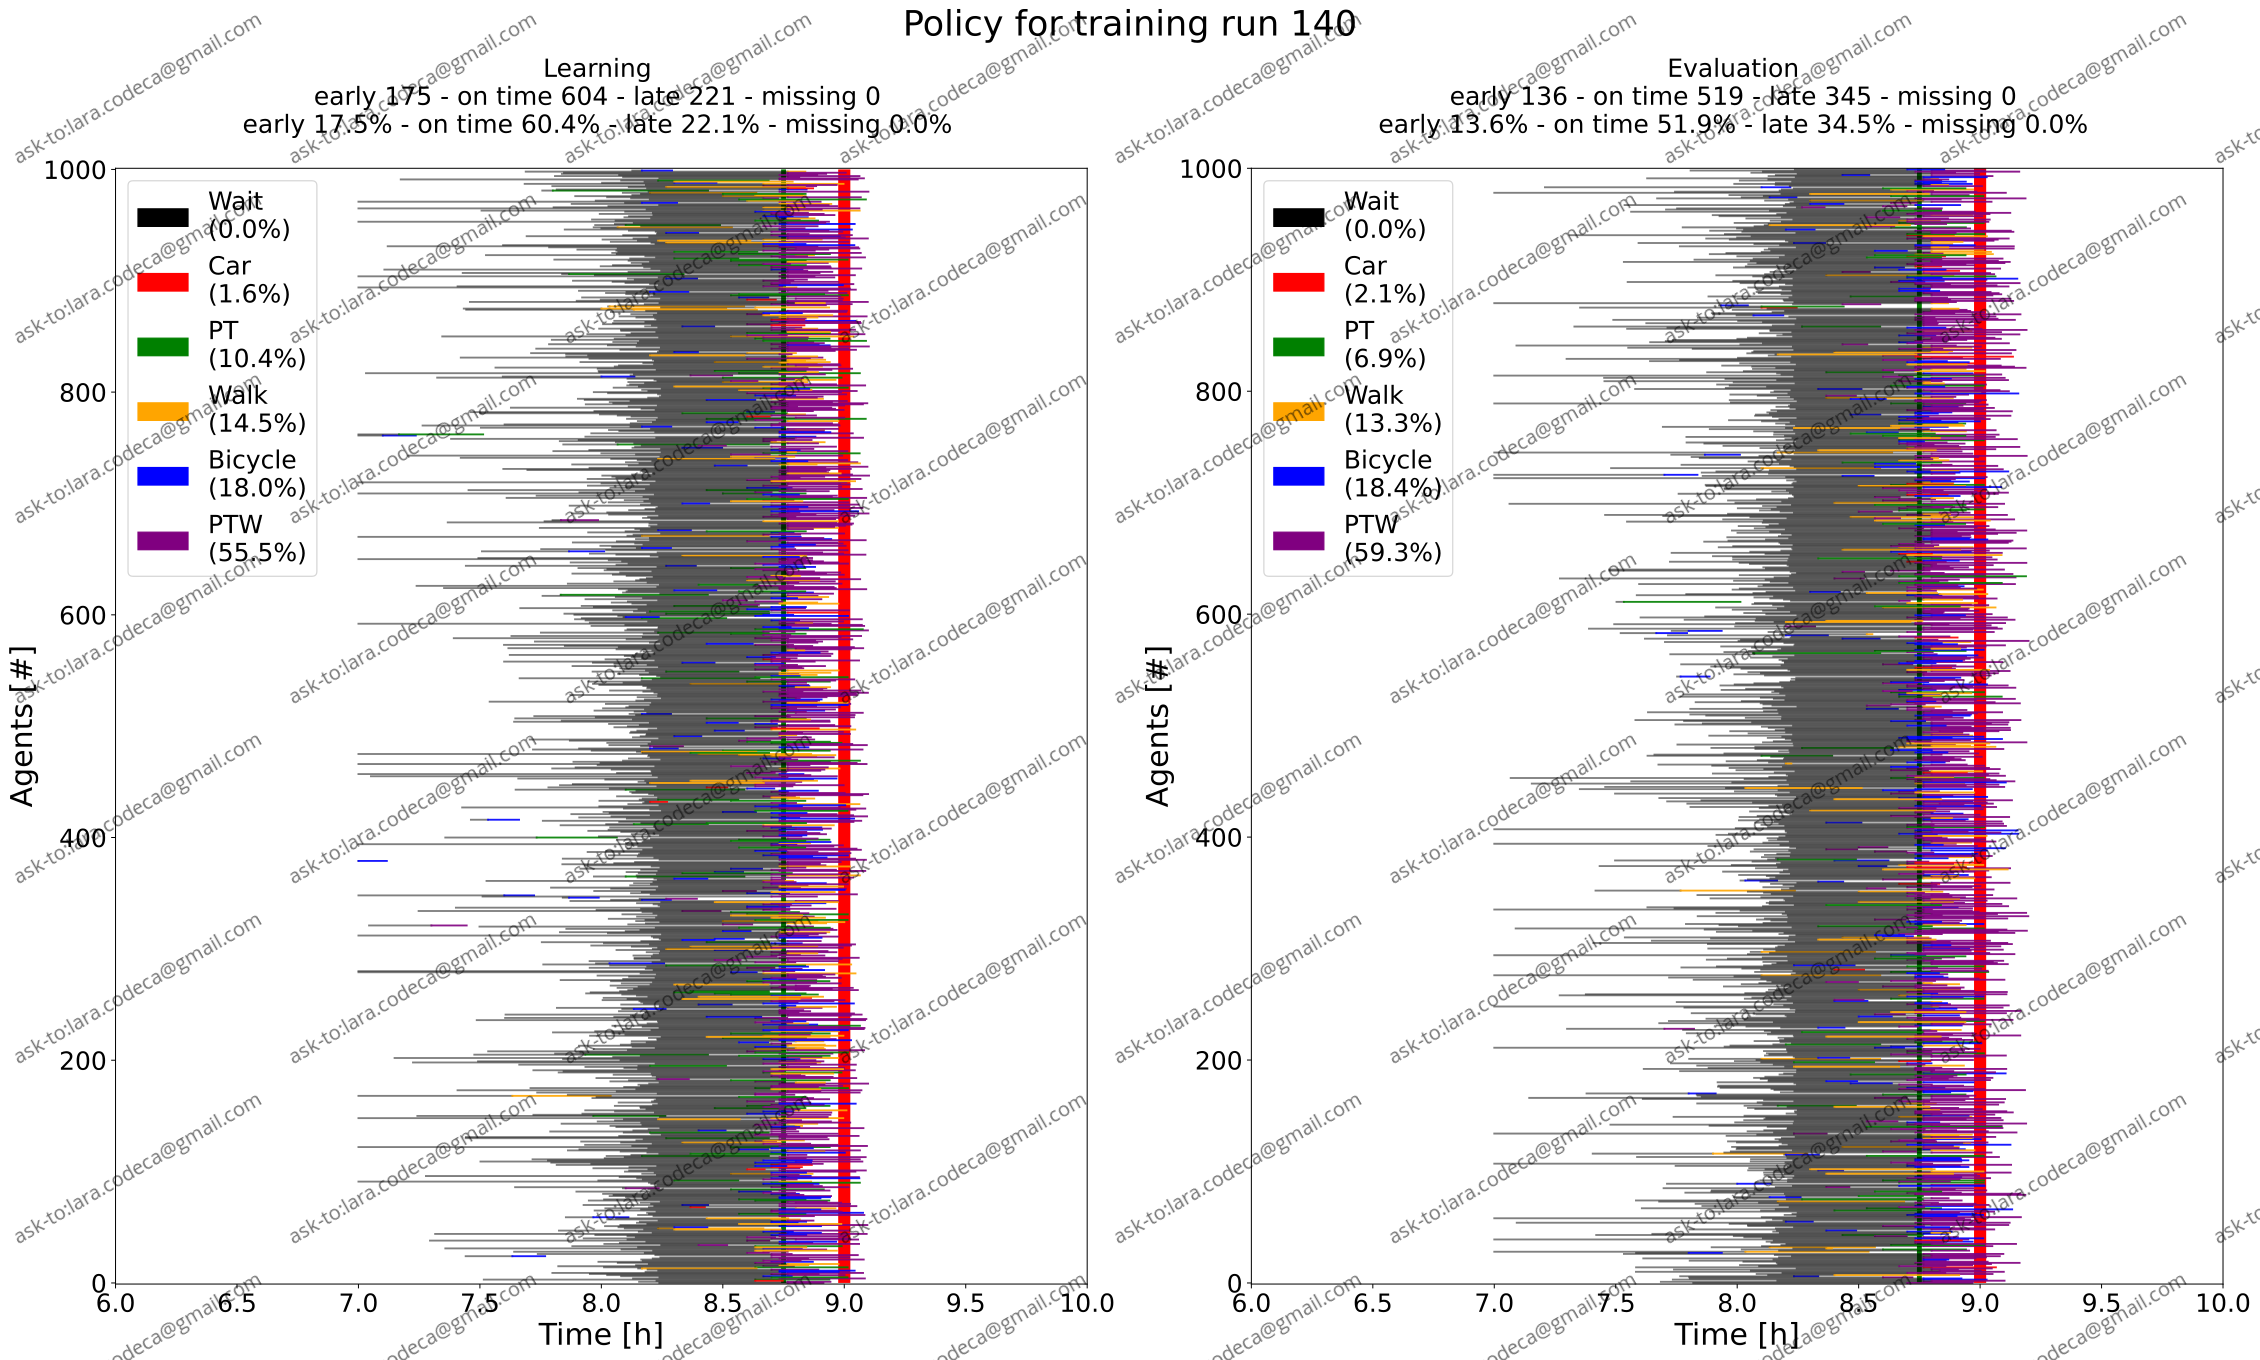 Policy for training run 140
Learning
early 175 - on time 604 - late 221 - missing 0
early 17.5% - on time 60.4% - late 22.1% - missing 0.0%
Evaluation
early 136 - on time 519 - late 345 - missing 0
early 13.6% - on time 51.9% - late 34.5% - missing 0.0%
Agents [#]
1000
800
600
400
200
0
Wait
(0.0%)
Car
(1.6%)
PT
(10.4%)
Walk
(14.5%)
Bicycle
(18.0%)
PTW
(55.5%)
6.0 6.5 7.0 7.5 8.0 8.5 9.0 9.5 10.0
Time [h]
Agents [#]
1000
800
600
400
200
0
Wait
(0.0%)
Car
(2.1%)
PT
(6.9%)
Walk
(13.3%)
Bicycle
(18.4%)
PTW
(59.3%)
6.0 6.5 7.0 7.5 8.0 8.5 9.0 9.5 10.0
Time [h]
ask-to:lara.codeca@gmail.com